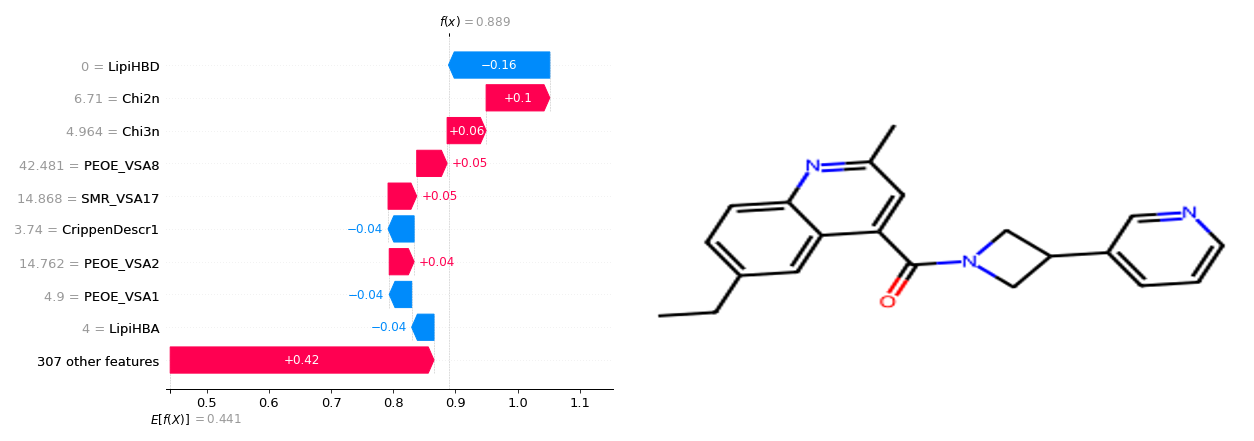 f(x) = 0.889
0 = LipiHBD
−0.16
6.71 = Chi2n
+0.1
4.964 = Chi3n
+0.06
42.481 = PEOE_VSA8
+0.05
14.868 = SMR_VSA17
+0.05
3.74 = CrippenDescr1
−0.04
14.762 = PEOE_VSA2
+0.04
4.9 = PEOE_VSA1
−0.04
4 = LipiHBA
−0.04
307 other features
+0.42
0.5 0.6 0.7 0.8 0.9 1.0 1.1
E[f(X)] = 0.441
N
N
O
N